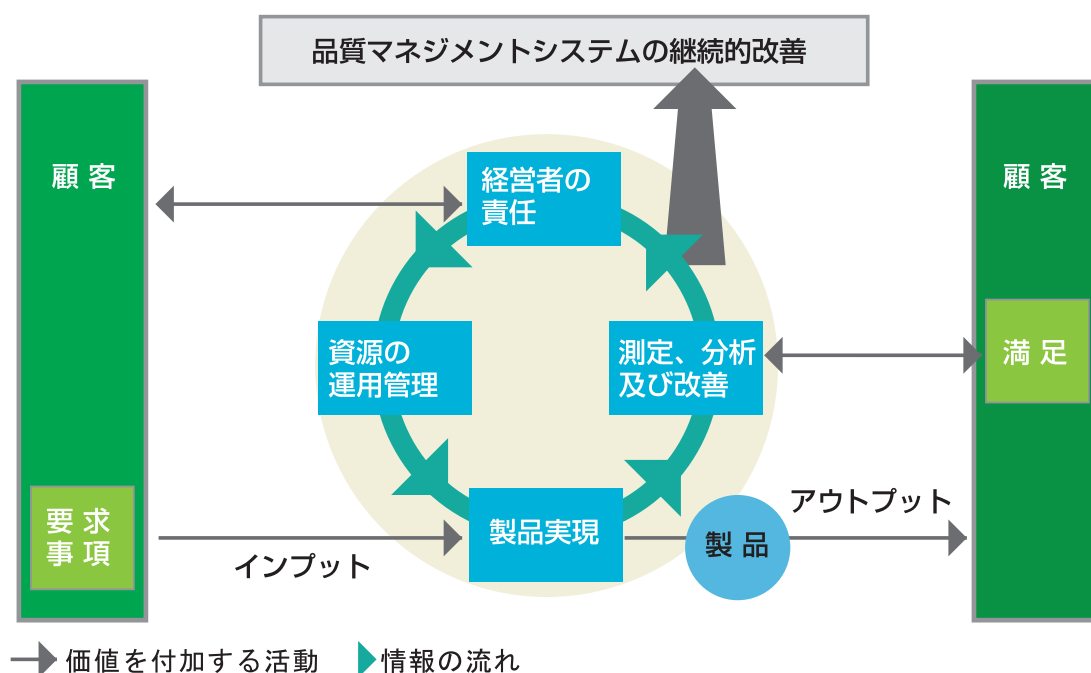 品質マネジメントシステムの継続的改善
顧客
顧客
経営者の
責任
資源の
運用管理
測定、分析
及び改善
満足
要求
事項
インプット
製品実現
製品
アウトプット
価値を付加する活動
情報の流れ